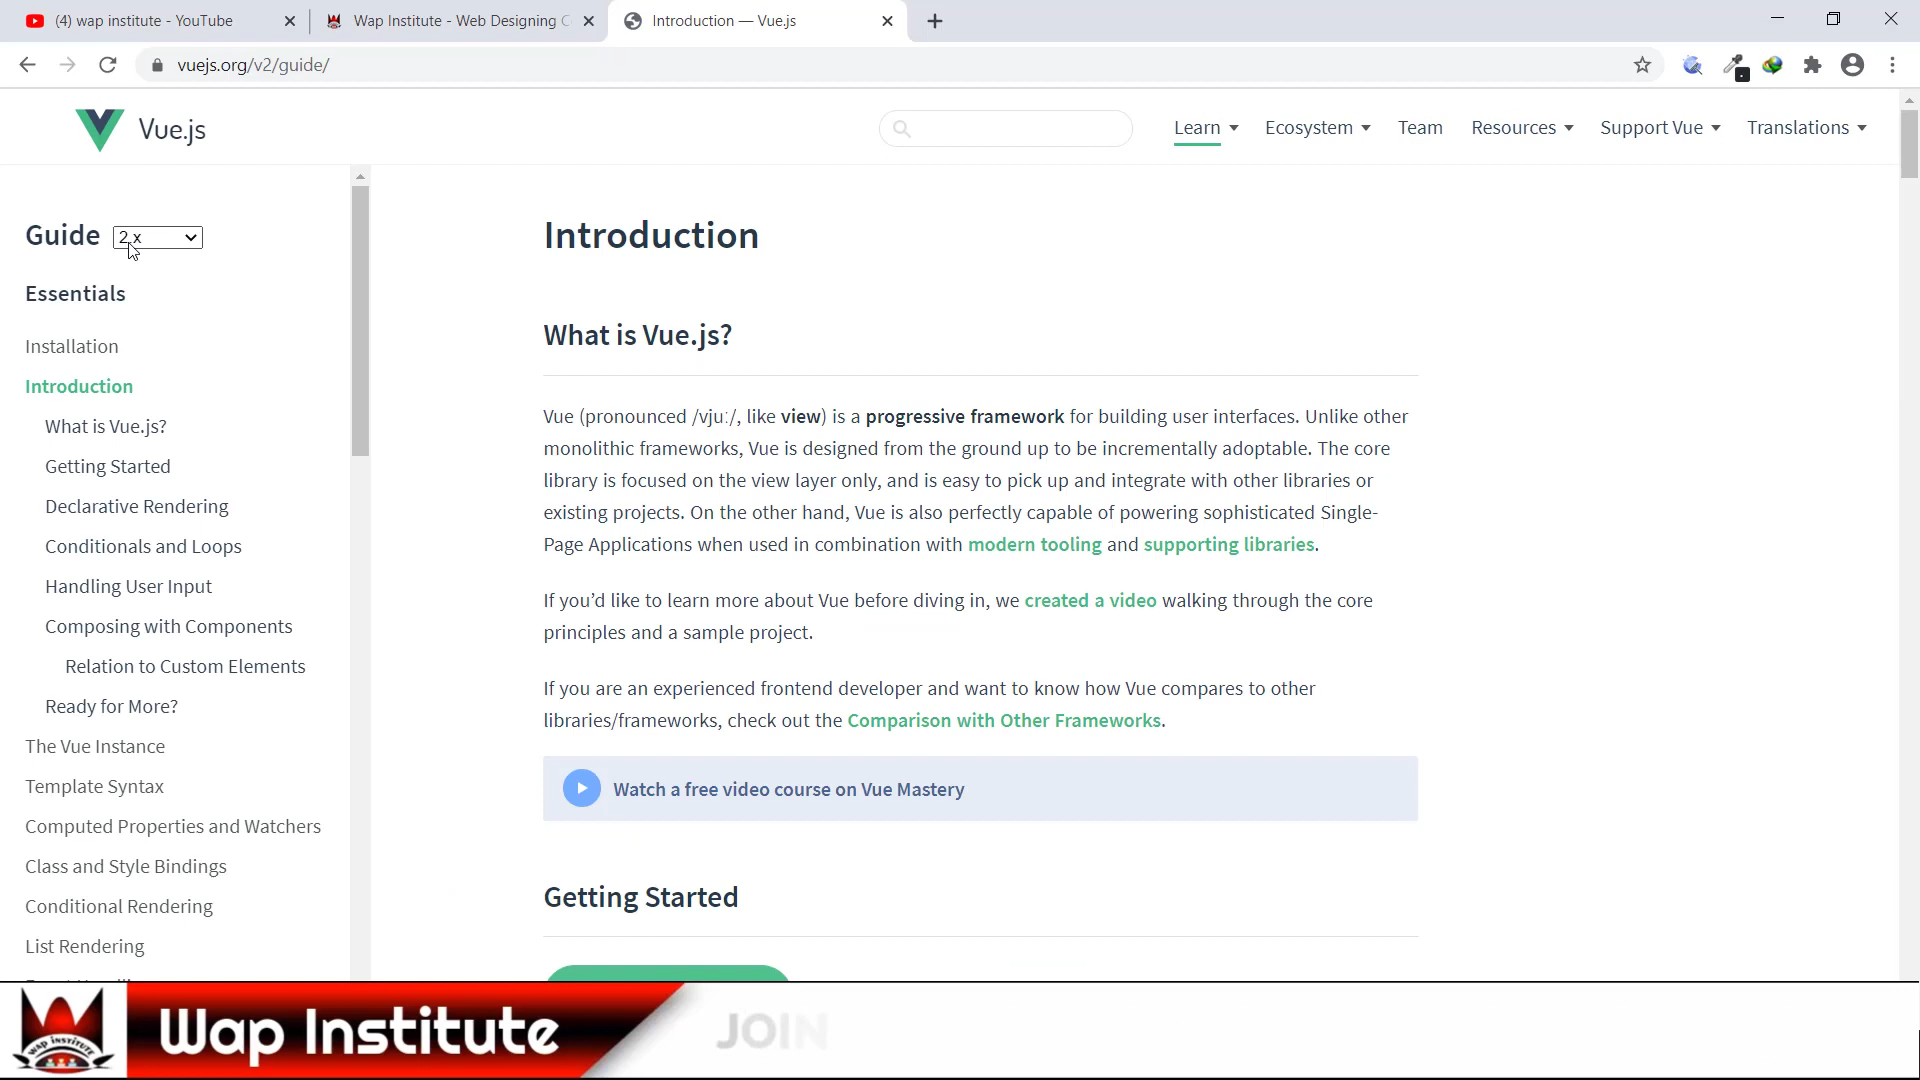 (4) wap institute - YouTube
Wap Institute - Web Designing C
Introduction — Vue.js
vuejs.org/v2/guide/
Vue.js
Learn
Ecosystem
Team
Resources
Support Vue
Translations
Guide
2.x
Essentials
Installation
Introduction
What is Vue.js?
Getting Started
Declarative Rendering
Conditionals and Loops
Handling User Input
Composing with Components
Relation to Custom Elements
Ready for More?
The Vue Instance
Template Syntax
Computed Properties and Watchers
Class and Style Bindings
Conditional Rendering
List Rendering
Introduction
What is Vue.js?
Vue (pronounced /vjuː/, like view) is a progressive framework for building user interfaces. Unlike other
monolithic frameworks, Vue is designed from the ground up to be incrementally adoptable. The core
library is focused on the view layer only, and is easy to pick up and integrate with other libraries or
existing projects. On the other hand, Vue is also perfectly capable of powering sophisticated Single-
Page Applications when used in combination with modern tooling and supporting libraries.
If you’d like to learn more about Vue before diving in, we created a video walking through the core
principles and a sample project.
If you are an experienced frontend developer and want to know how Vue compares to other
libraries/frameworks, check out the Comparison with Other Frameworks.
Watch a free video course on Vue Mastery
Getting Started
WAP INSTITUTE
Wap Institute
JOIN